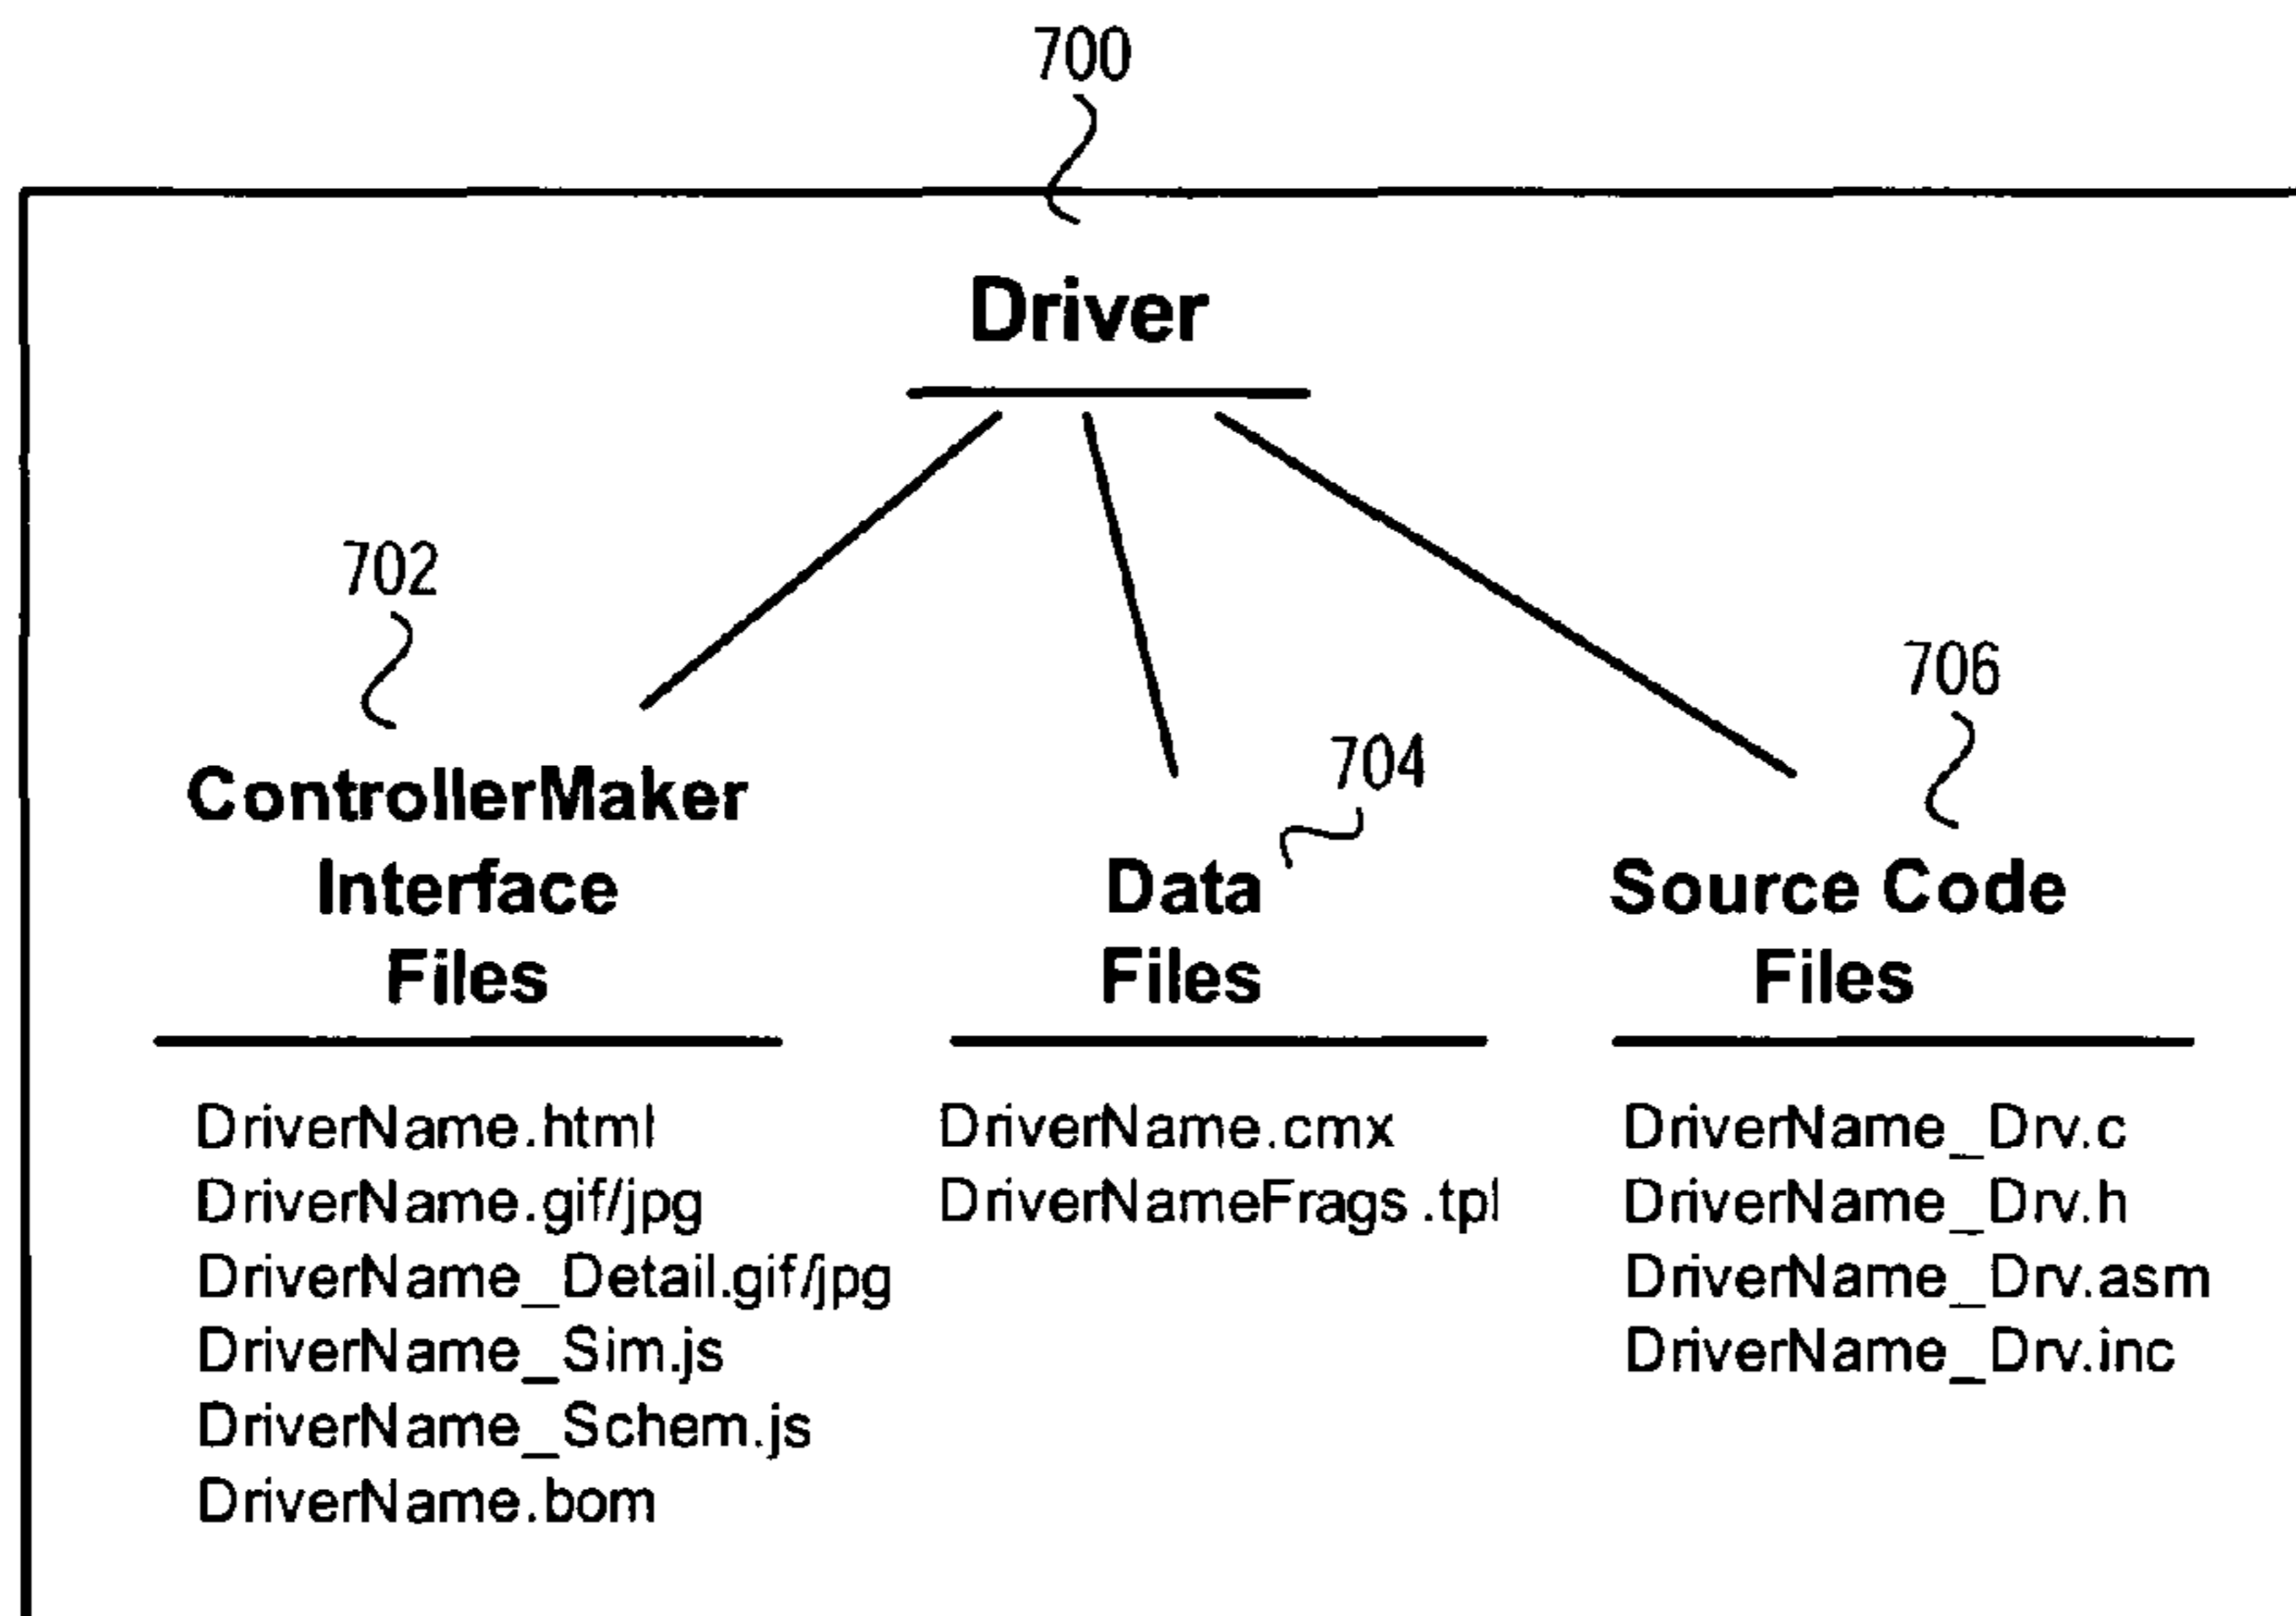 700
Driver
702
ControllerMaker
Interface
Files
DriverName.html
DriverName.gif/jpg
DriverName_Detail.gif/jpg
DriverName_Sim.js
DriverName_Schem.js
DriverName.bom
704
Data
Files
DriverName.cmx
DriverNameFrags .tpl
706
Source Code
Files
DriverName_Drv.c
DriverName_Drv.h
DriverName_Drv.asm
DriverName_Drv.inc